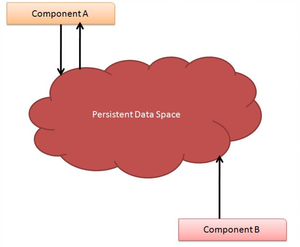 Component A
Persistent Data Space
Component B